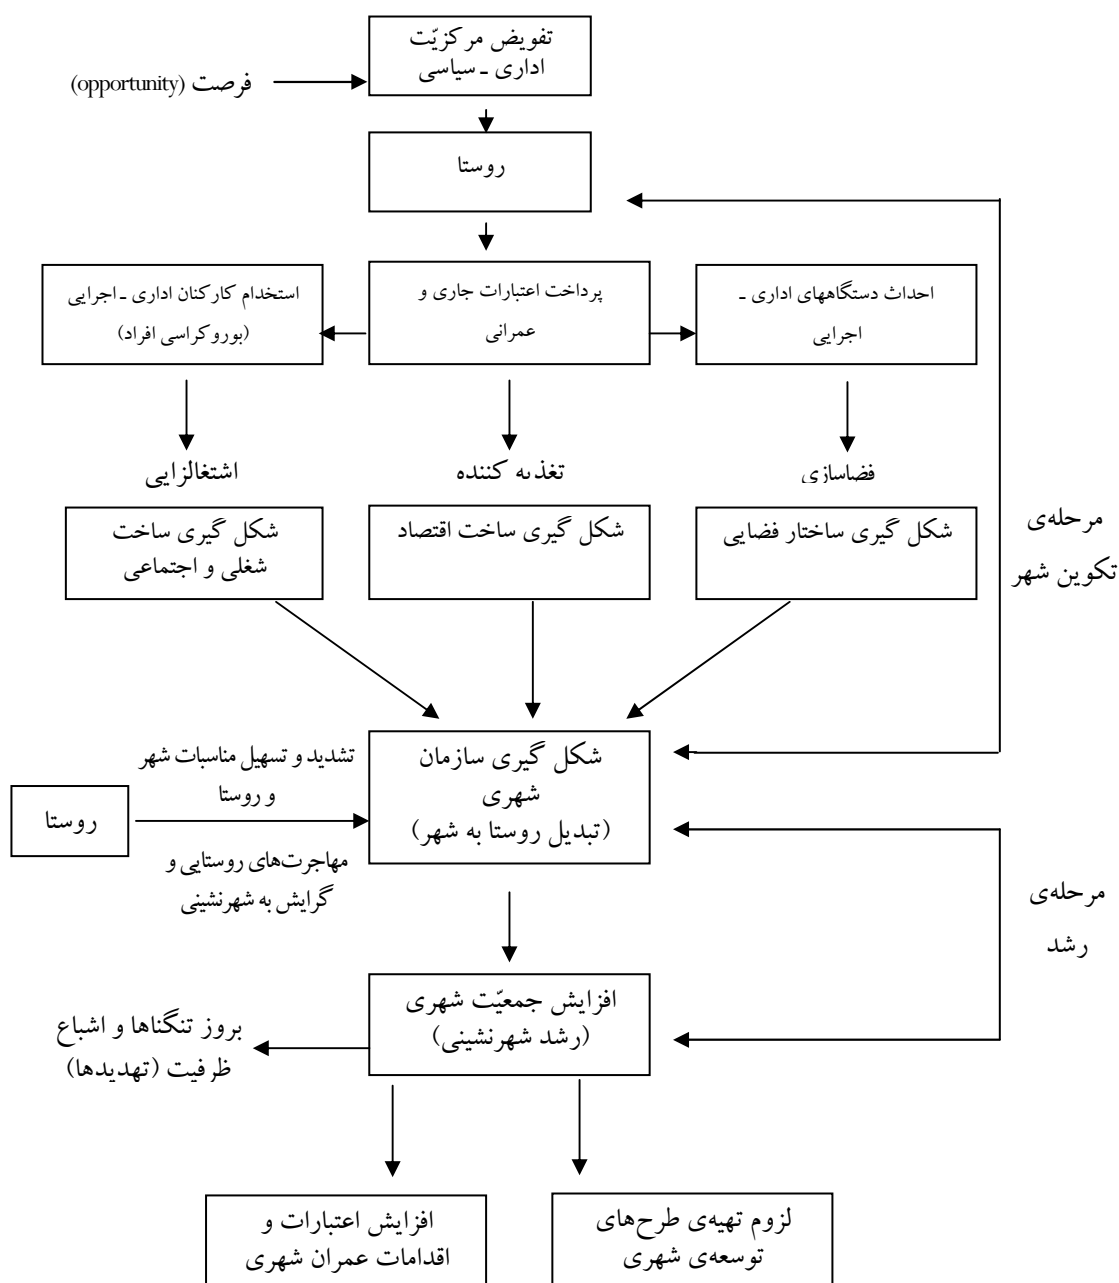 تفویض مرکزیّت
اداری ـ سیاسی
فرصت (opportunity)
روستا
احداث دستگاههای اداری ـ
اجرایی
پرداخت اعتبارات جاری و
عمرانی
استخدام کارکنان اداری ـ اجرایی
(بوروکراسی افراد)
فضاسازی
تغذیه کننده
اشتغالزایی
شکل گیری ساختار فضایی
شکل گیری ساخت اقتصاد
شکل گیری ساخت
شغلی و اجتماعی
مرحله‌ی
تکوین شهر
شکل گیری سازمان
شهری
(تبدیل روستا به شهر)
تشدید و تسهیل مناسبات شهر
و روستا
روستا
مهاجرت‌های روستایی و
گرایش به شهرنشینی
مرحله‌ی
رشد
افزایش جمعیّت شهری
(رشد شهرنشینی)
بروز تنگناها و اشباع
ظرفیت (تهدیدها)
لزوم تهیه‌ی طرح‌های
توسعه‌ی شهری
افزایش اعتبارات و
اقدامات عمران شهری